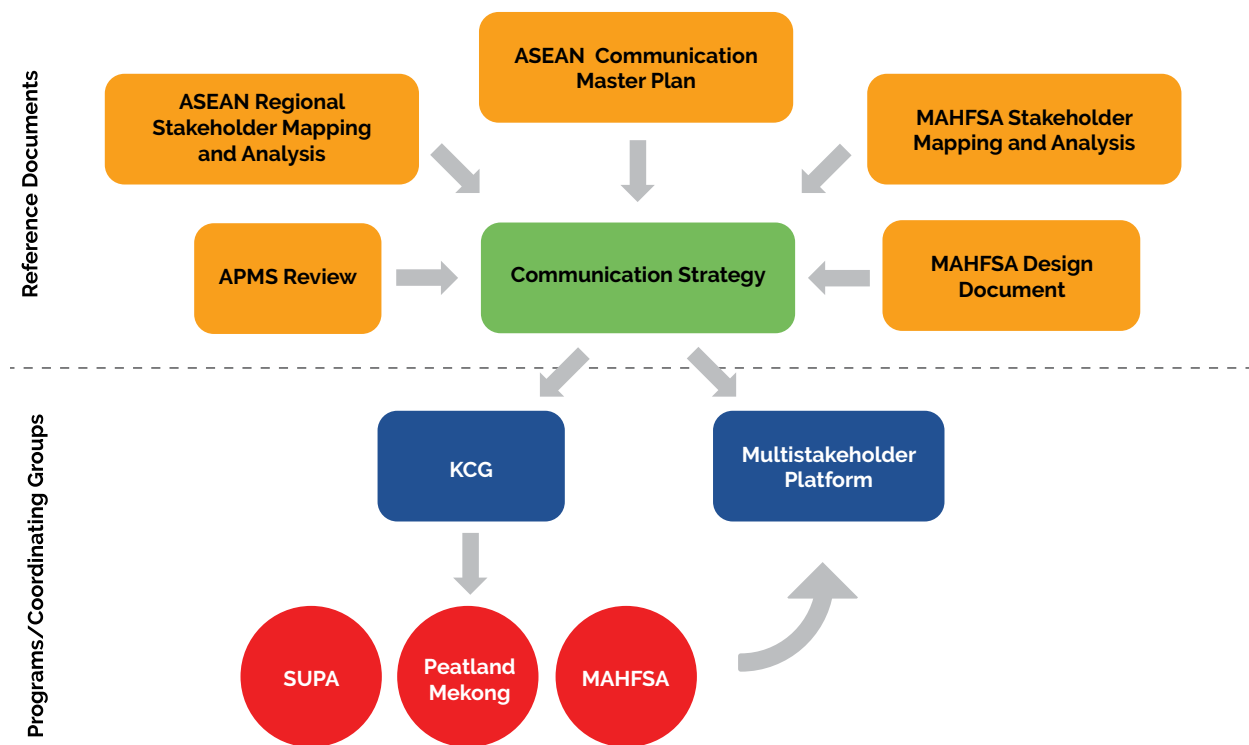 Reference Documents
ASEAN Communication
Master Plan
ASEAN Regional
Stakeholder Mapping
and Analysis
MAHFSA Stakeholder
Mapping and Analysis
APMS Review
Communication Strategy
MAHFSA Design
Document
Programs/Coordinating Groups
KCG
Multistakeholder
Platform
SUPA
Peatland
Mekong
MAHFSA